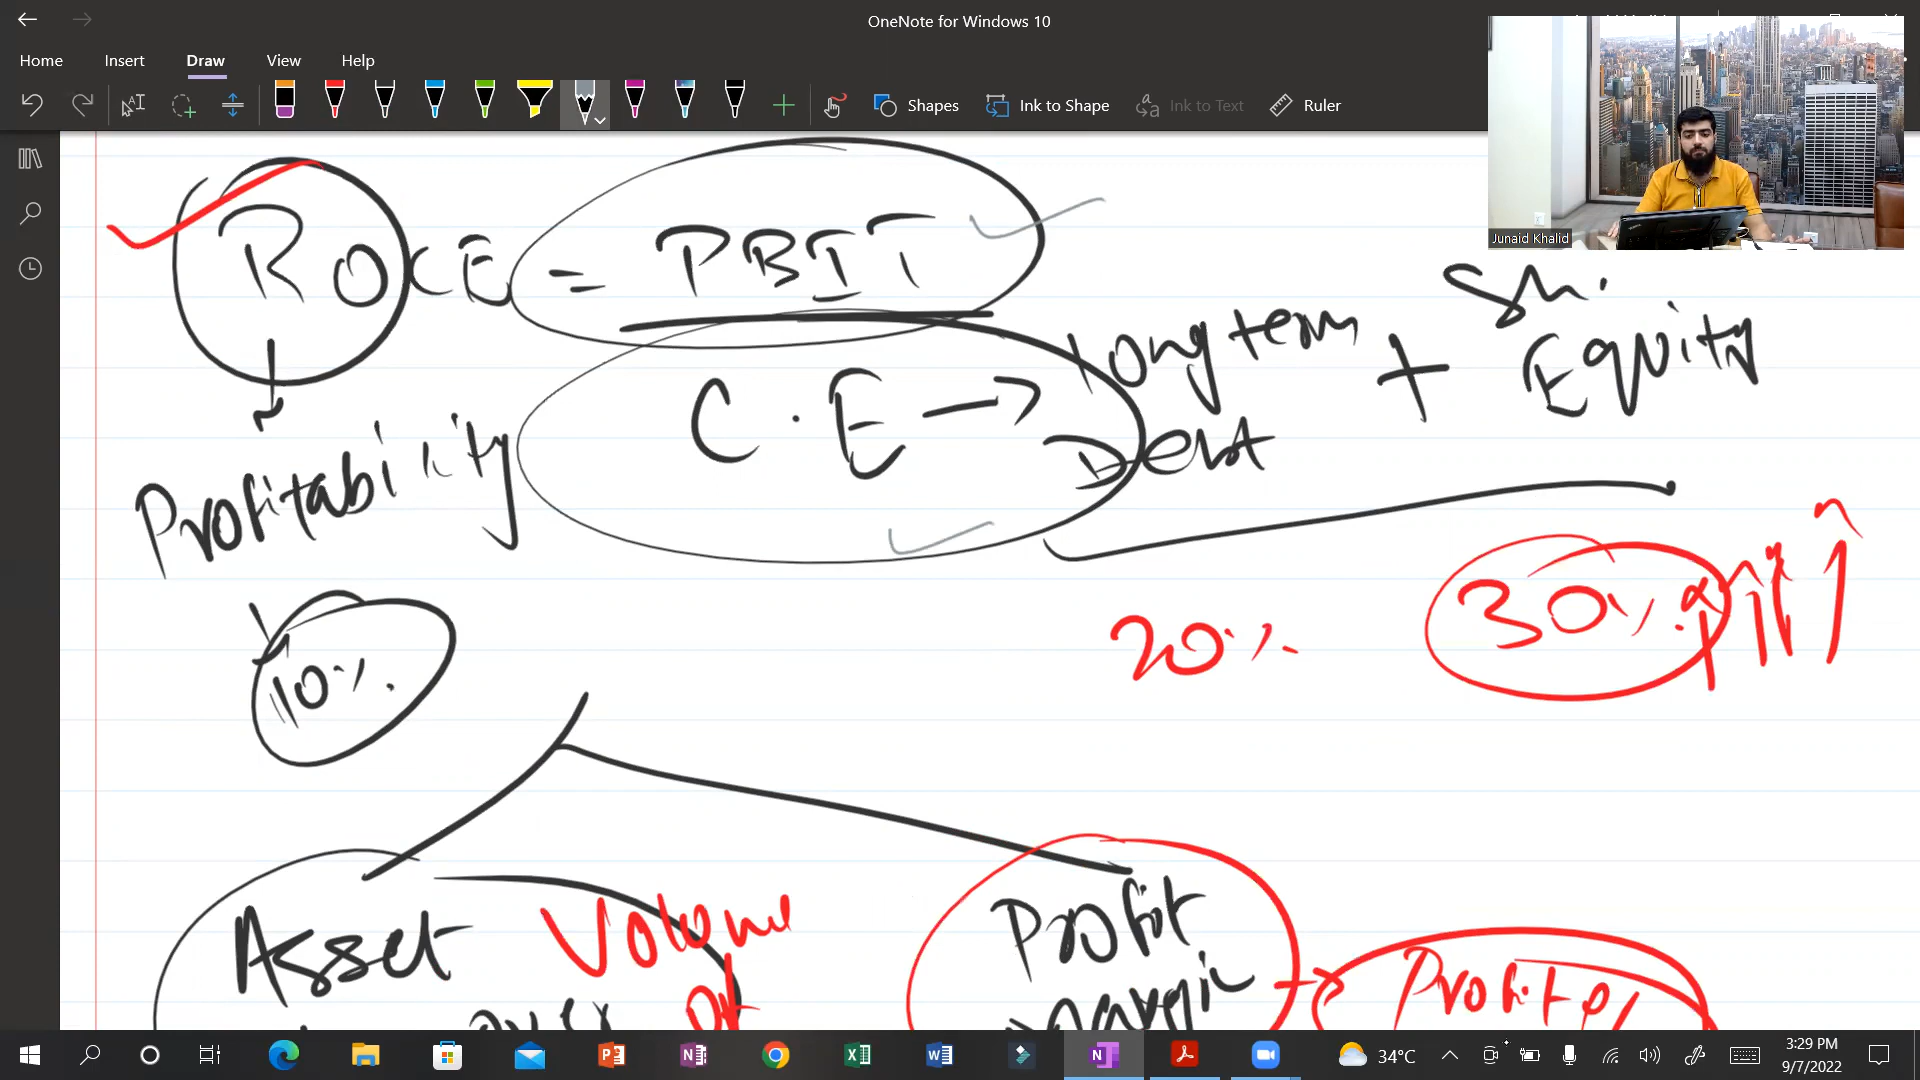 OneNote for Windows 10
Home Insert Draw View Help
Shapes Ink to Shape Ink to Text Ruler
Junaid Khalid
ROCE = PBIT
C.E → Long term Debt + Sh. Equity
Profitability
10%
20%
30%
Asset
Volume
of
Profit
margin
34°C
3:29 PM
9/7/2022